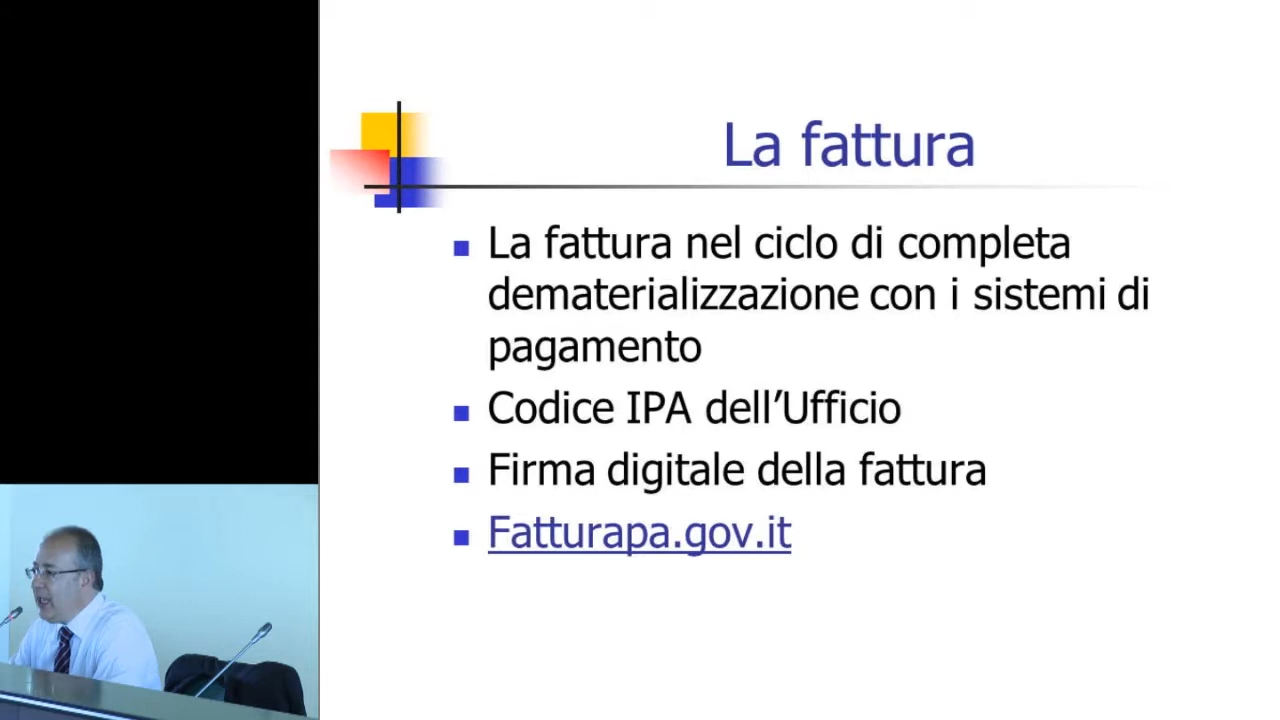 La fattura
La fattura nel ciclo di completa
dematerializzazione con i sistemi di
pagamento
Codice IPA dell’Ufficio
Firma digitale della fattura
Fatturapa.gov.it